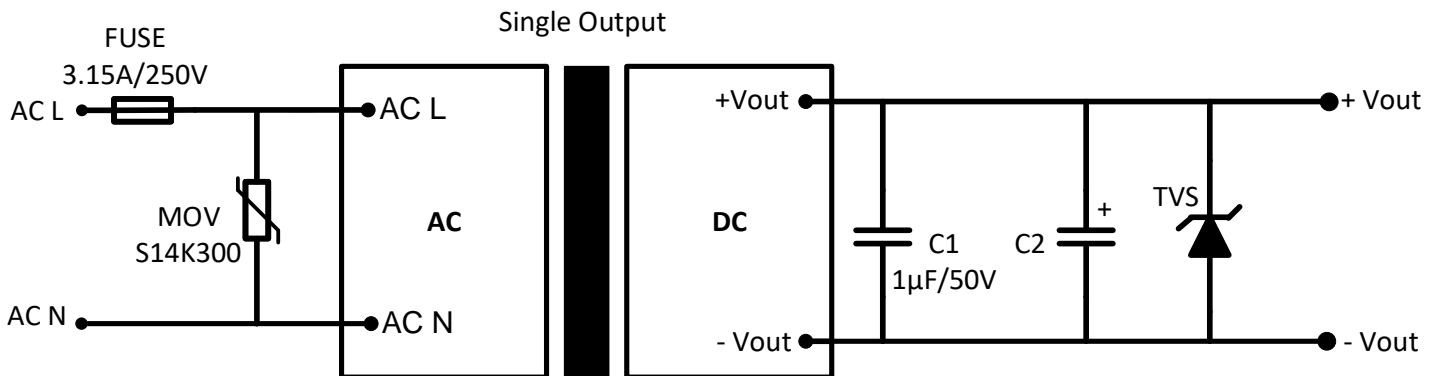 Single Output
FUSE
3.15A/250V
AC L
AC L
+Vout
+ Vout
MOV
S14K300
AC
DC
TVS
+
C1
1µF/50V
C2
AC N
AC N
- Vout
- Vout